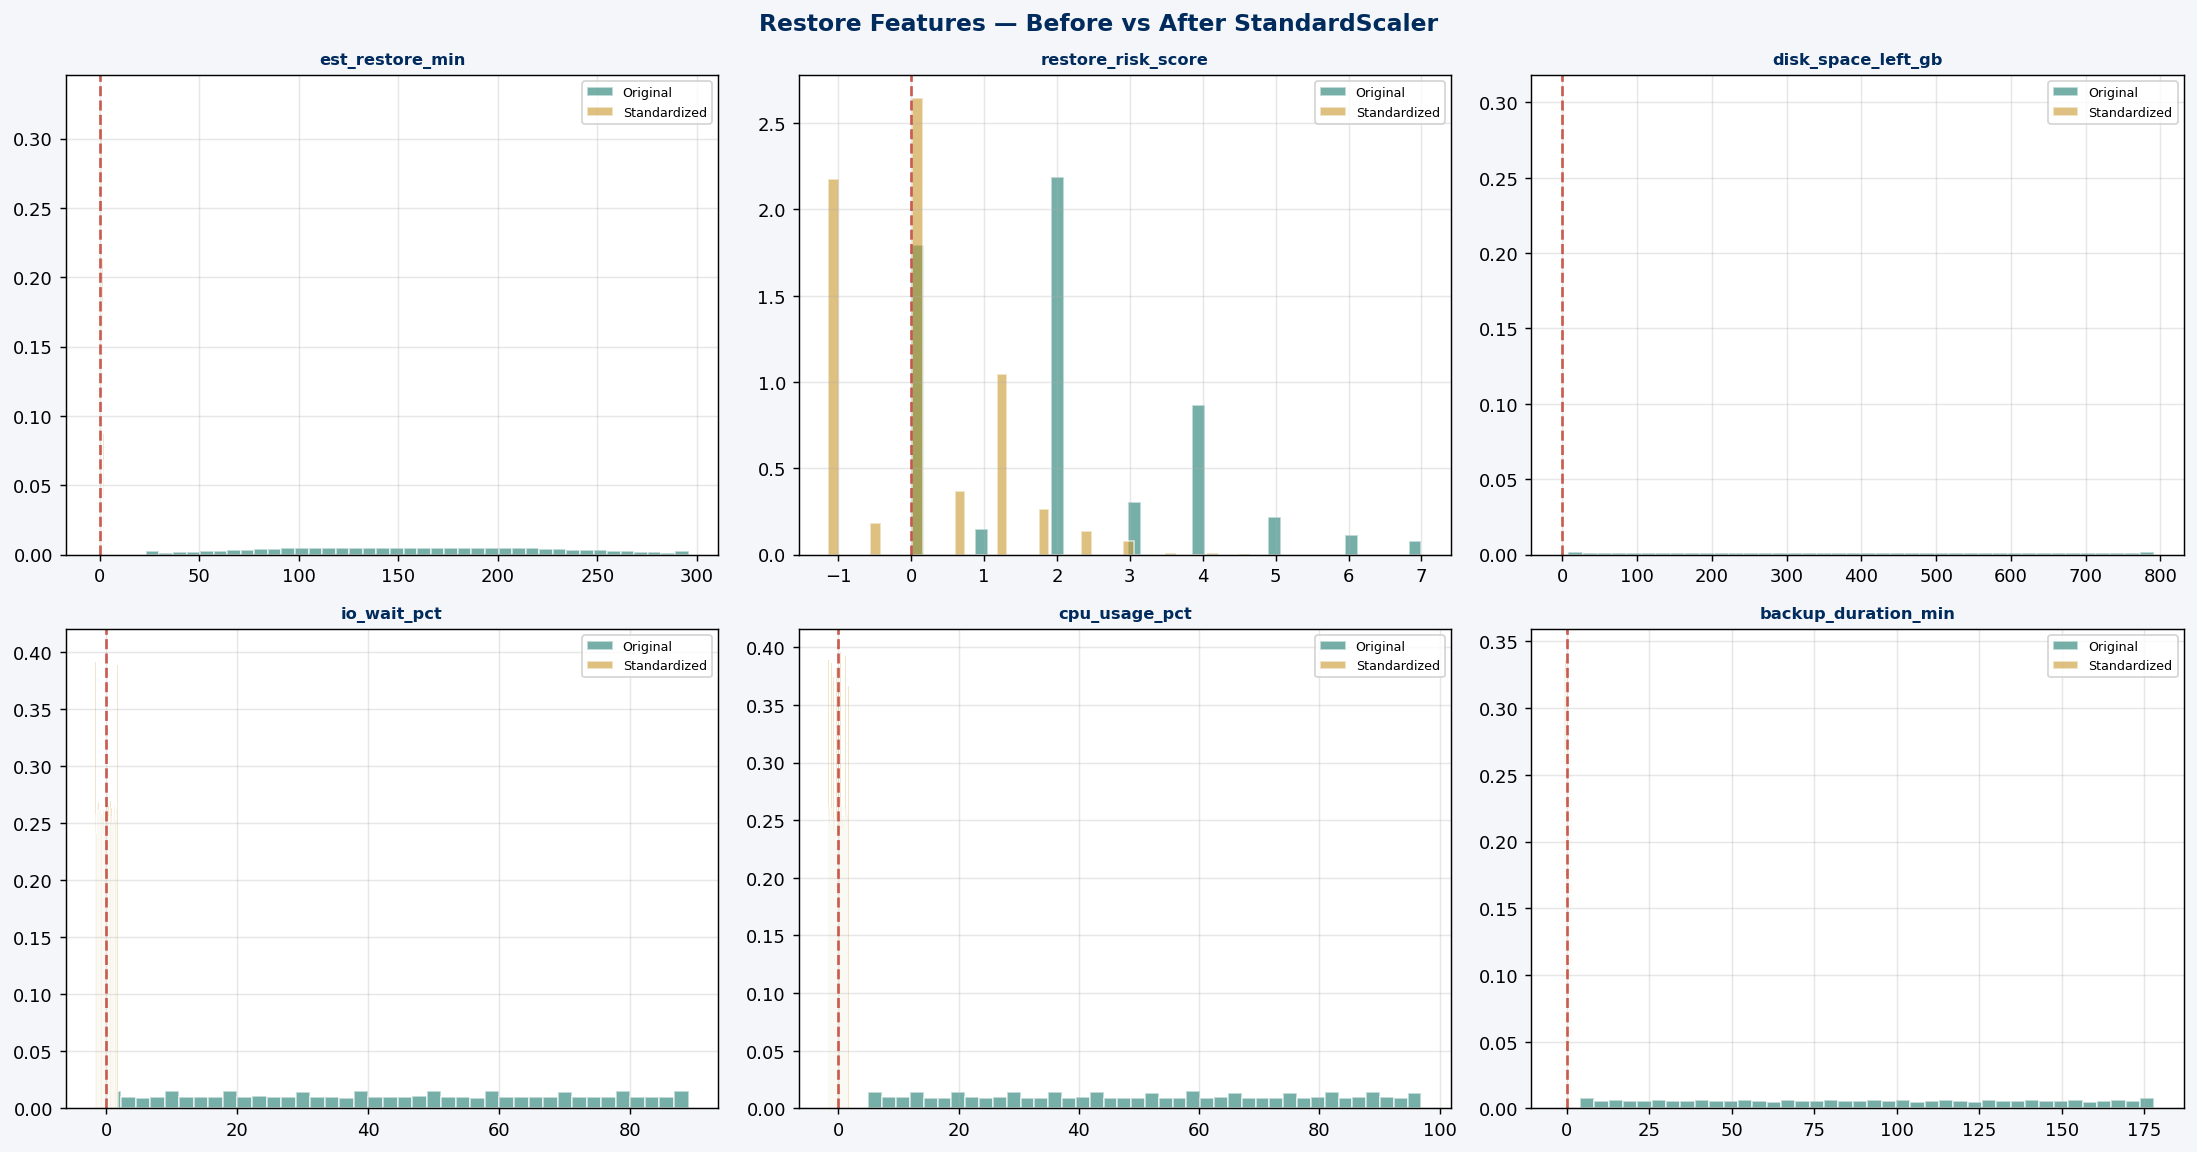 Restore Features — Before vs After StandardScaler
est_restore_min
Original
Standardized
0.30
0.25
0.20
0.15
0.10
0.05
0.00
0 50 100 150 200 250 300
restore_risk_score
Original
Standardized
2.5
2.0
1.5
1.0
0.5
0.0
−1 0 1 2 3 4 5 6 7
disk_space_left_gb
Original
Standardized
0.30
0.25
0.20
0.15
0.10
0.05
0.00
0 100 200 300 400 500 600 700 800
io_wait_pct
Original
Standardized
0.40
0.35
0.30
0.25
0.20
0.15
0.10
0.05
0.00
0 20 40 60 80
cpu_usage_pct
Original
Standardized
0.40
0.35
0.30
0.25
0.20
0.15
0.10
0.05
0.00
0 20 40 60 80 100
backup_duration_min
Original
Standardized
0.35
0.30
0.25
0.20
0.15
0.10
0.05
0.00
0 25 50 75 100 125 150 175